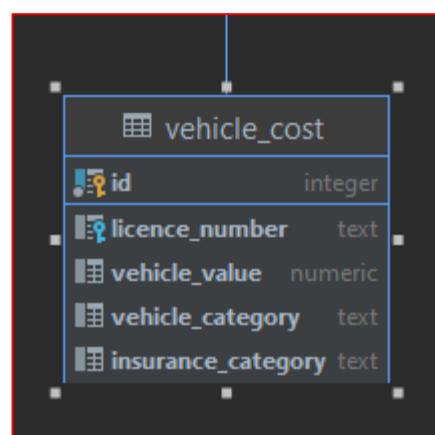 vehicle_cost
id integer
licence_number text
vehicle_value numeric
vehicle_category text
insurance_category text